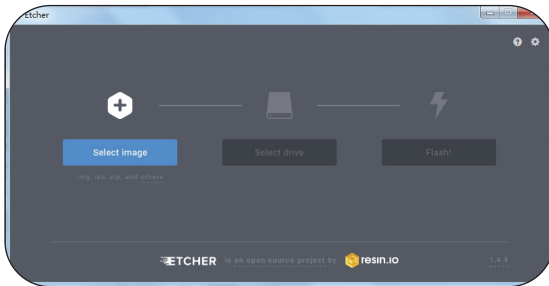 Etcher
Select image
Select drive
Flash!
img, iso, zip, and others
ETCHER is an open source project by resin.io
1.4.4